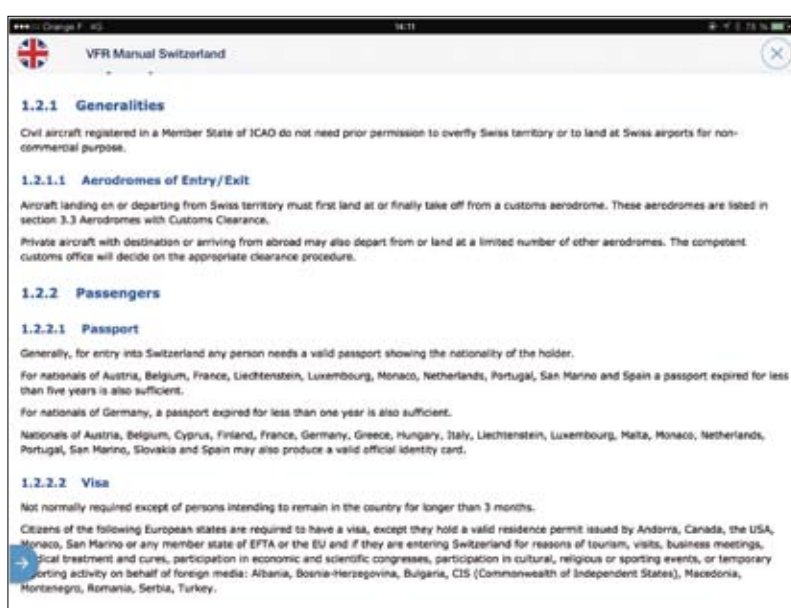 Orange F 4G 14:11 73 %
VFR Manual Switzerland
1.2.1 Generalities
Civil aircraft registered in a Member State of ICAO do not need prior permission to overfly Swiss territory or to land at Swiss airports for non-
commercial purpose.
1.2.1.1 Aerodromes of Entry/Exit
Aircraft landing on or departing from Swiss territory must first land at or finally take off from a customs aerodrome. These aerodromes are listed in
section 3.3 Aerodromes with Customs Clearance.
Private aircraft with destination or arriving from abroad may also depart from or land at a limited number of other aerodromes. The competent
customs office will decide on the appropriate clearance procedure.
1.2.2 Passengers
1.2.2.1 Passport
Generally, for entry into Switzerland any person needs a valid passport showing the nationality of the holder.
For nationals of Austria, Belgium, France, Liechtenstein, Luxembourg, Monaco, Netherlands, Portugal, San Marino and Spain a passport expired for less
than five years is also sufficient.
For nationals of Germany, a passport expired for less than one year is also sufficient.
Nationals of Austria, Belgium, Cyprus, Finland, France, Germany, Greece, Hungary, Italy, Liechtenstein, Luxembourg, Malta, Monaco, Netherlands,
Portugal, San Marino, Slovakia and Spain may also produce a valid official identity card.
1.2.2.2 Visa
Not normally required except of persons intending to remain in the country for longer than 3 months.
Citizens of the following European states are required to have a visa, except they hold a valid residence permit issued by Andorra, Canada, the USA,
Monaco, San Marino or any member state of EFTA or the EU and if they are entering Switzerland for reasons of tourism, visits, business meetings,
dical treatment and cures, participation in economic and scientific congresses, participation in cultural, religious or sporting events, or temporary
orting activity on behalf of foreign media: Albania, Bosnia-Herzegovina, Bulgaria, CIS (Commonwealth of Independent States), Macedonia,
Montenegro, Romania, Serbia, Turkey.